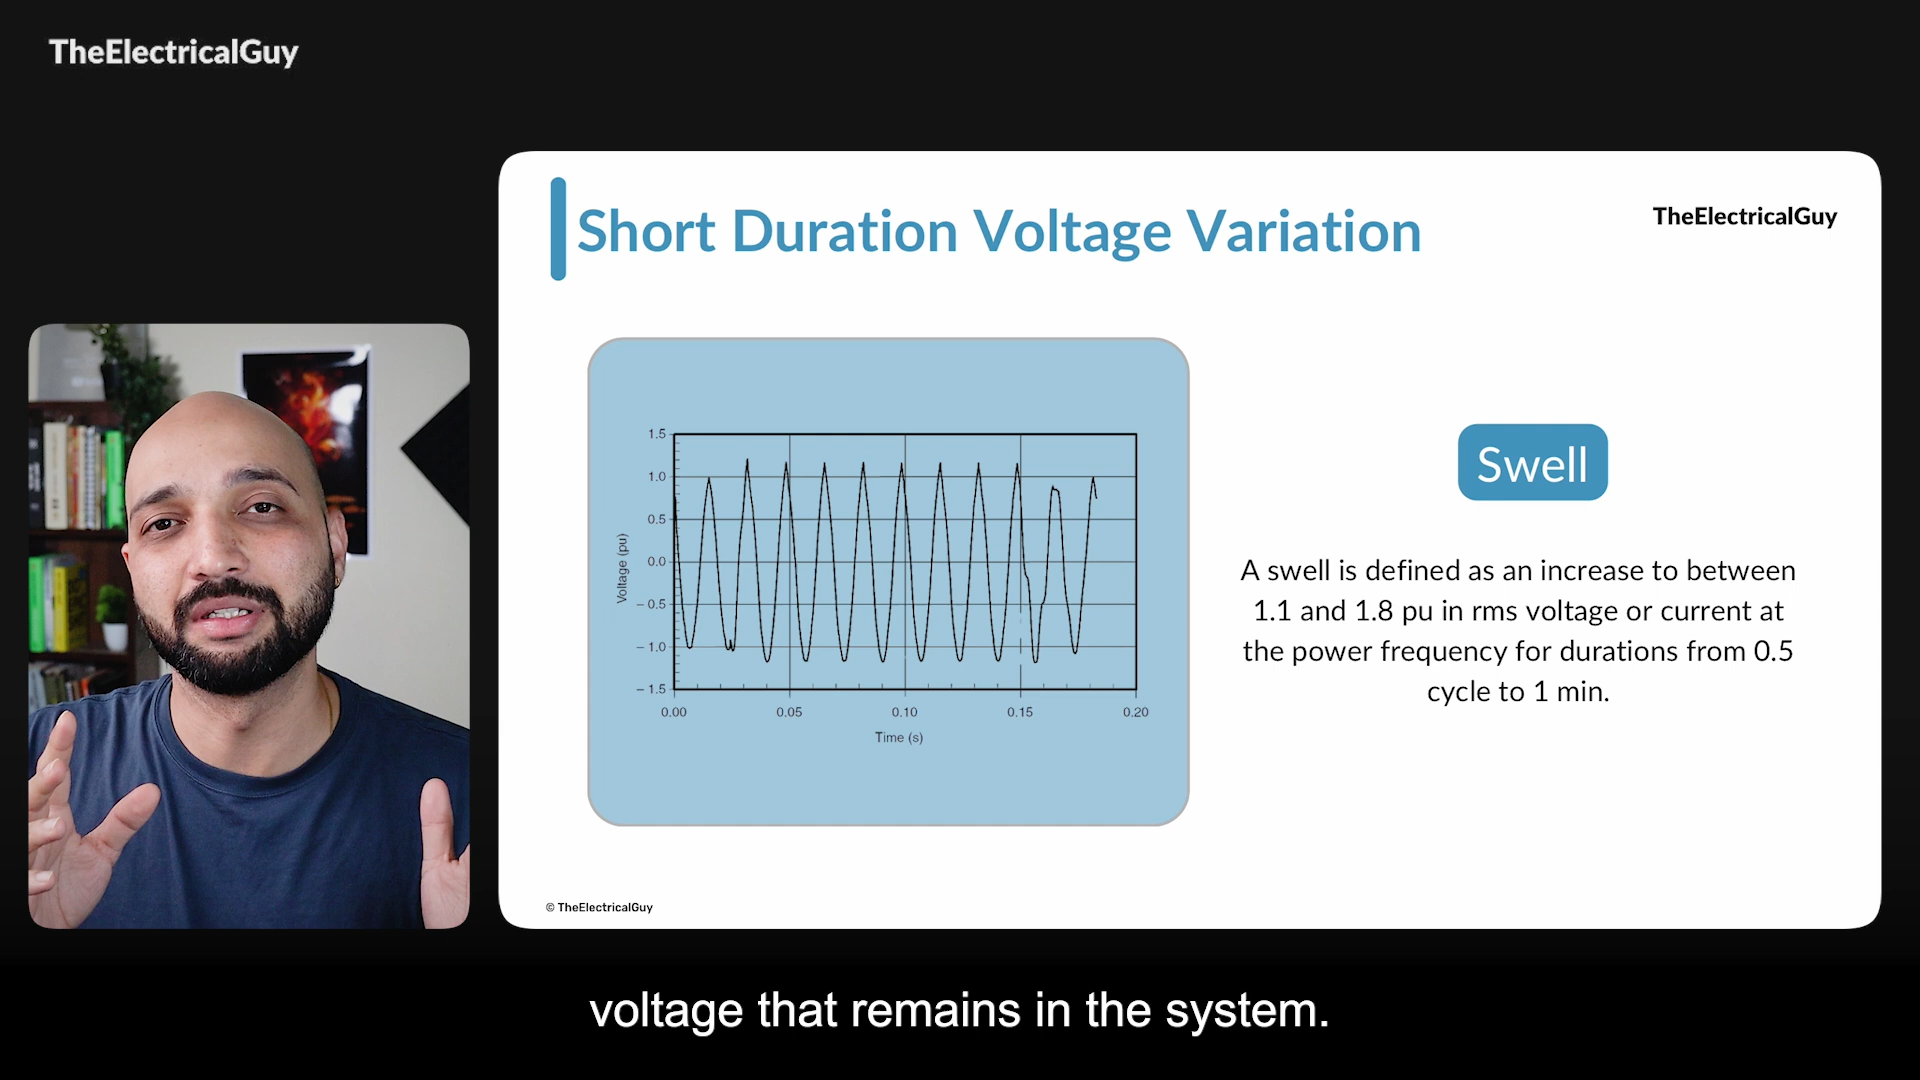 TheElectricalGuy
Short Duration Voltage Variation
TheElectricalGuy
1.5
1.0
0.5
0.0
−0.5
−1.0
−1.5
Voltage (pu)
0.00
0.05
0.10
0.15
0.20
Time (s)
Swell
A swell is defined as an increase to between
1.1 and 1.8 pu in rms voltage or current at
the power frequency for durations from 0.5
cycle to 1 min.
© TheElectricalGuy
voltage that remains in the system.